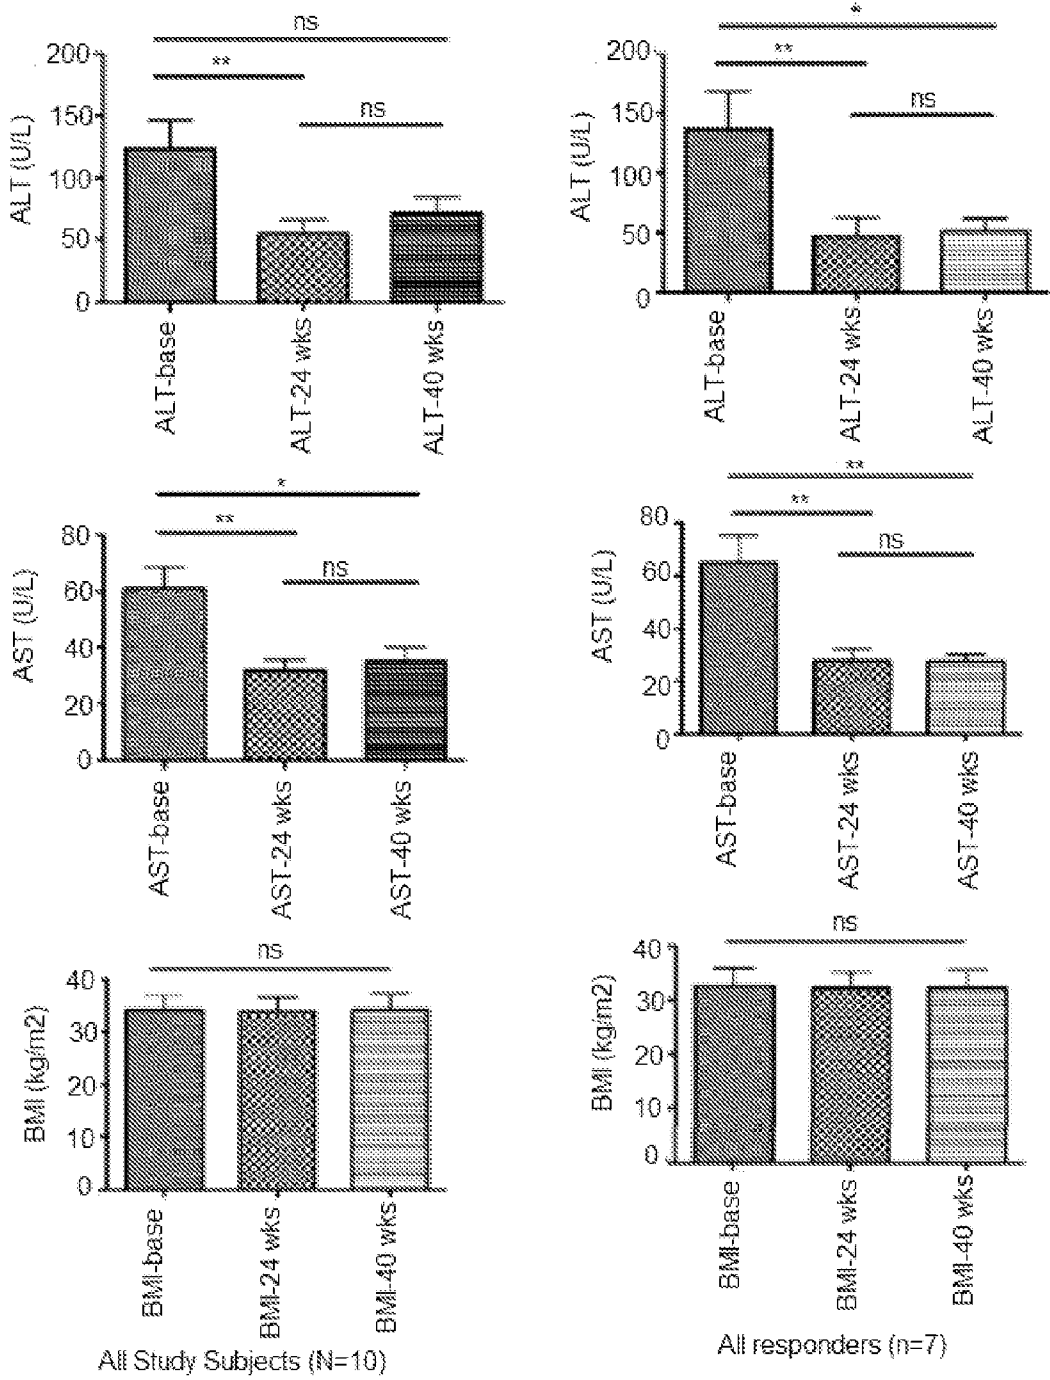 ns
**
ns
200
150
100
50
0
ALT (U/L)
ALT-base
ALT-24 wks
ALT-40 wks
*
**
ns
200
150
100
50
0
ALT (U/L)
ALT-base
ALT-24 wks
ALT-40 wks
*
**
ns
80
60
40
20
0
AST (U/L)
AST-base
AST-24 wks
AST-40 wks
**
**
ns
80
60
40
20
0
AST (U/L)
AST-base
AST-24 wks
AST-40 wks
ns
40
30
20
10
0
BMI (kg/m2)
BMI-base
BMI-24 wks
BMI-40 wks
All Study Subjects (N=10)
ns
40
30
20
10
0
BMI (kg/m2)
BMI-base
BMI-24 wks
BMI-40 wks
All responders (n=7)